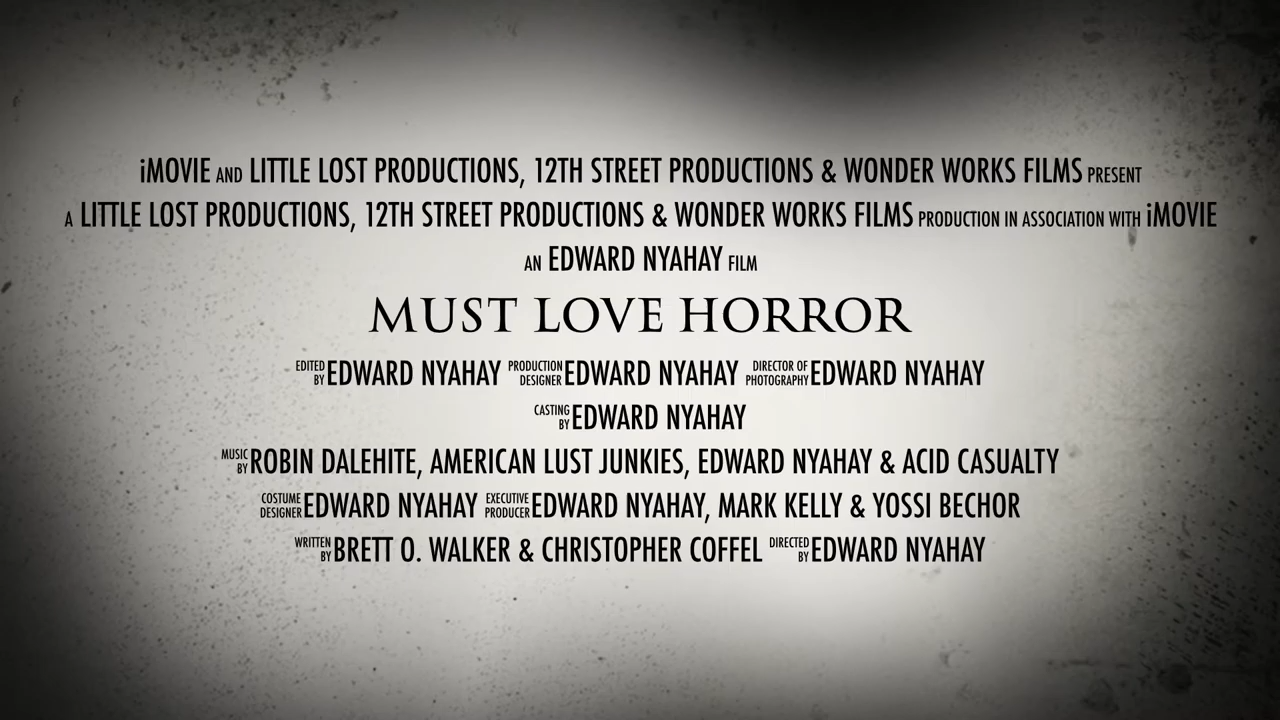 iMOVIE AND LITTLE LOST PRODUCTIONS, 12TH STREET PRODUCTIONS & WONDER WORKS FILMS PRESENT
A LITTLE LOST PRODUCTIONS, 12TH STREET PRODUCTIONS & WONDER WORKS FILMS PRODUCTION IN ASSOCIATION WITH iMOVIE
AN EDWARD NYAHAY FILM
MUST LOVE HORROR
EDITED BY EDWARD NYAHAY PRODUCTION DESIGNER EDWARD NYAHAY DIRECTOR OF PHOTOGRAPHY EDWARD NYAHAY
CASTING BY EDWARD NYAHAY
MUSIC BY ROBIN DALEHITE, AMERICAN LUST JUNKIES, EDWARD NYAHAY & ACID CASUALTY
COSTUME DESIGNER EDWARD NYAHAY EXECUTIVE PRODUCER EDWARD NYAHAY, MARK KELLY & YOSSI BECHOR
WRITTEN BY BRETT O. WALKER & CHRISTOPHER COFFEL DIRECTED BY EDWARD NYAHAY